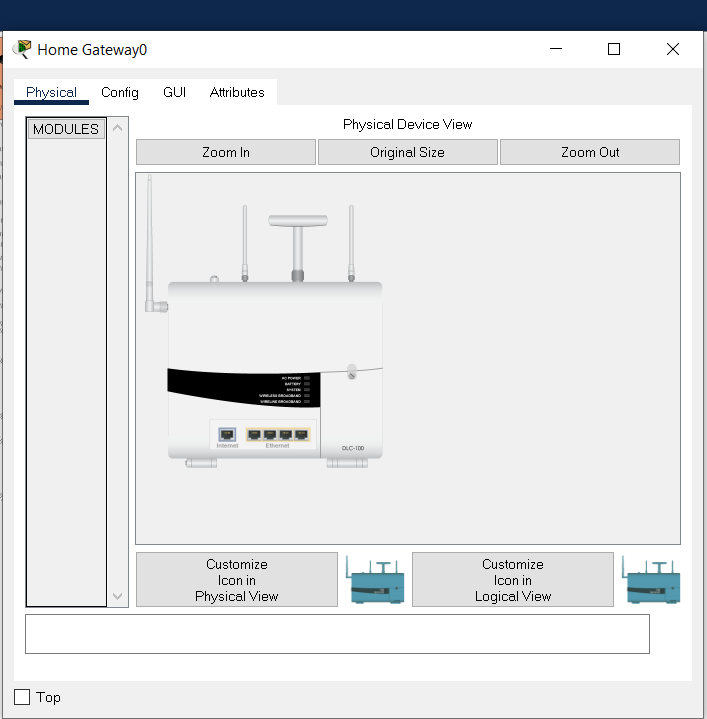 Home Gateway0
Physical Config GUI Attributes
MODULES
Physical Device View
Zoom In Original Size Zoom Out
AC POWER
BATTERY
SYSTEM
WIRELESS BROADBAND
WIRELINE BROADBAND
Internet Ethernet
DLC-100
Customize
Icon in
Physical View
Customize
Icon in
Logical View
Top